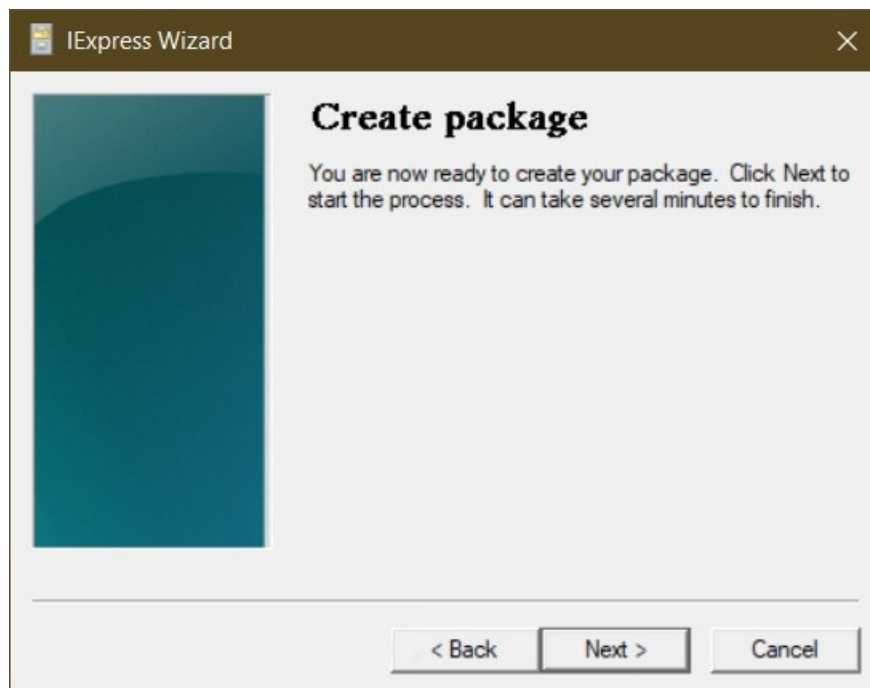 IExpress Wizard
Create package
You are now ready to create your package.  Click Next to
start the process.  It can take several minutes to finish.
< Back
Next >
Cancel